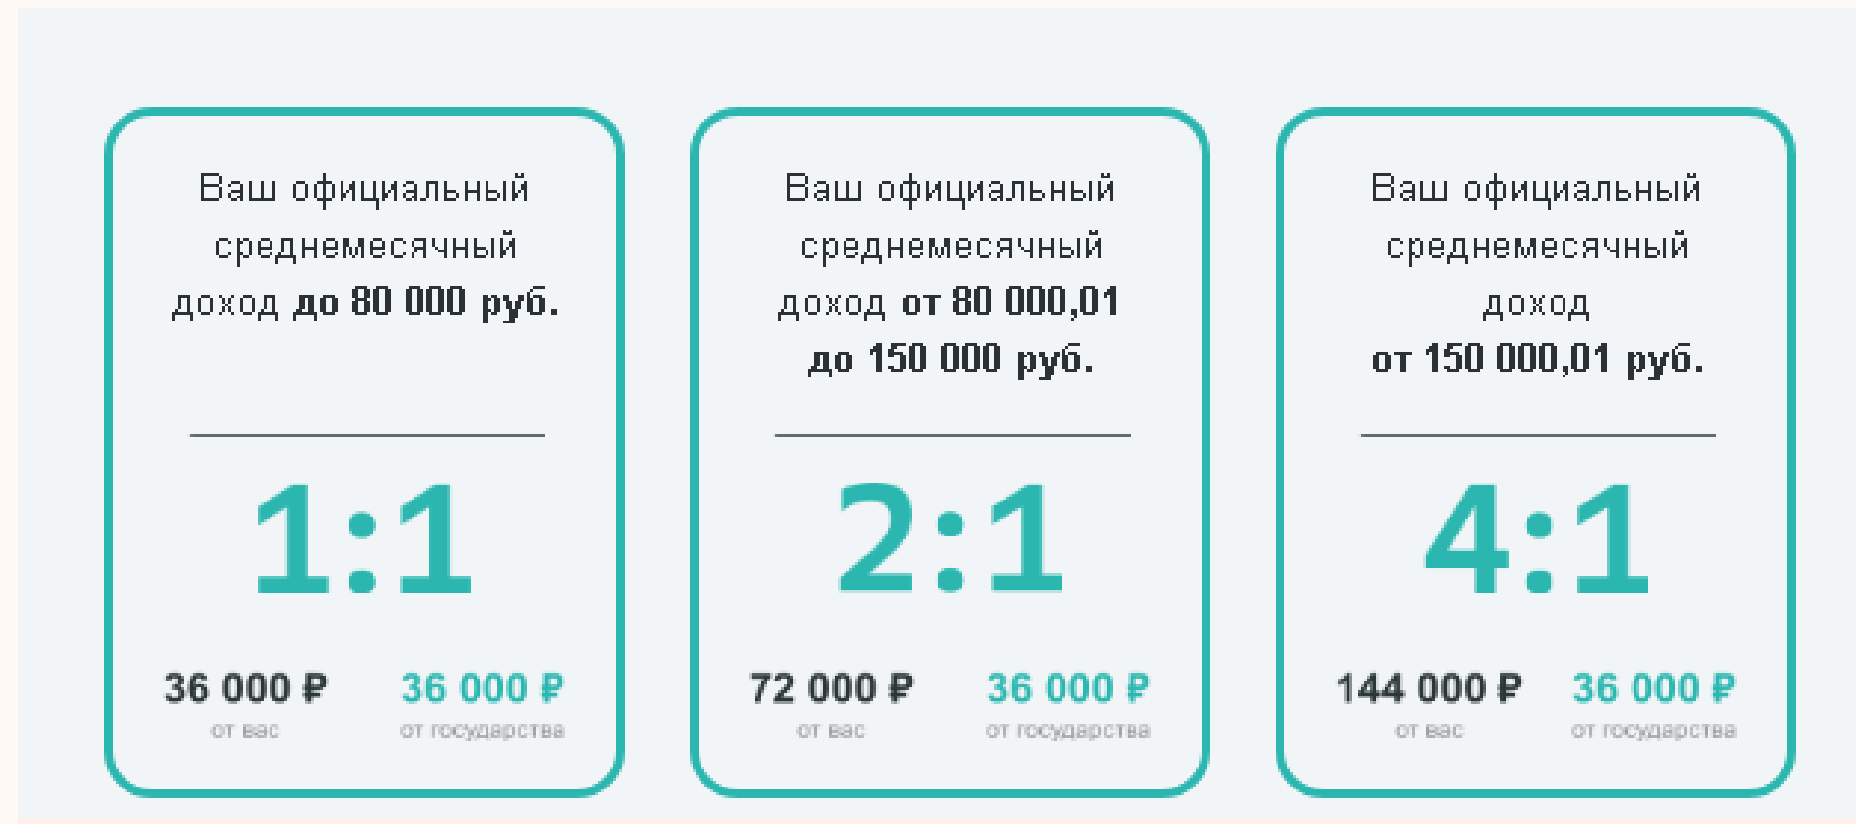 Ваш официальный
среднемесячный
доход до 80 000 руб.
1:1
36 000 ₽ 36 000 ₽
от вас от государства
Ваш официальный
среднемесячный
доход от 80 000,01
до 150 000 руб.
2:1
72 000 ₽ 36 000 ₽
от вас от государства
Ваш официальный
среднемесячный
доход
от 150 000,01 руб.
4:1
144 000 ₽ 36 000 ₽
от вас от государства